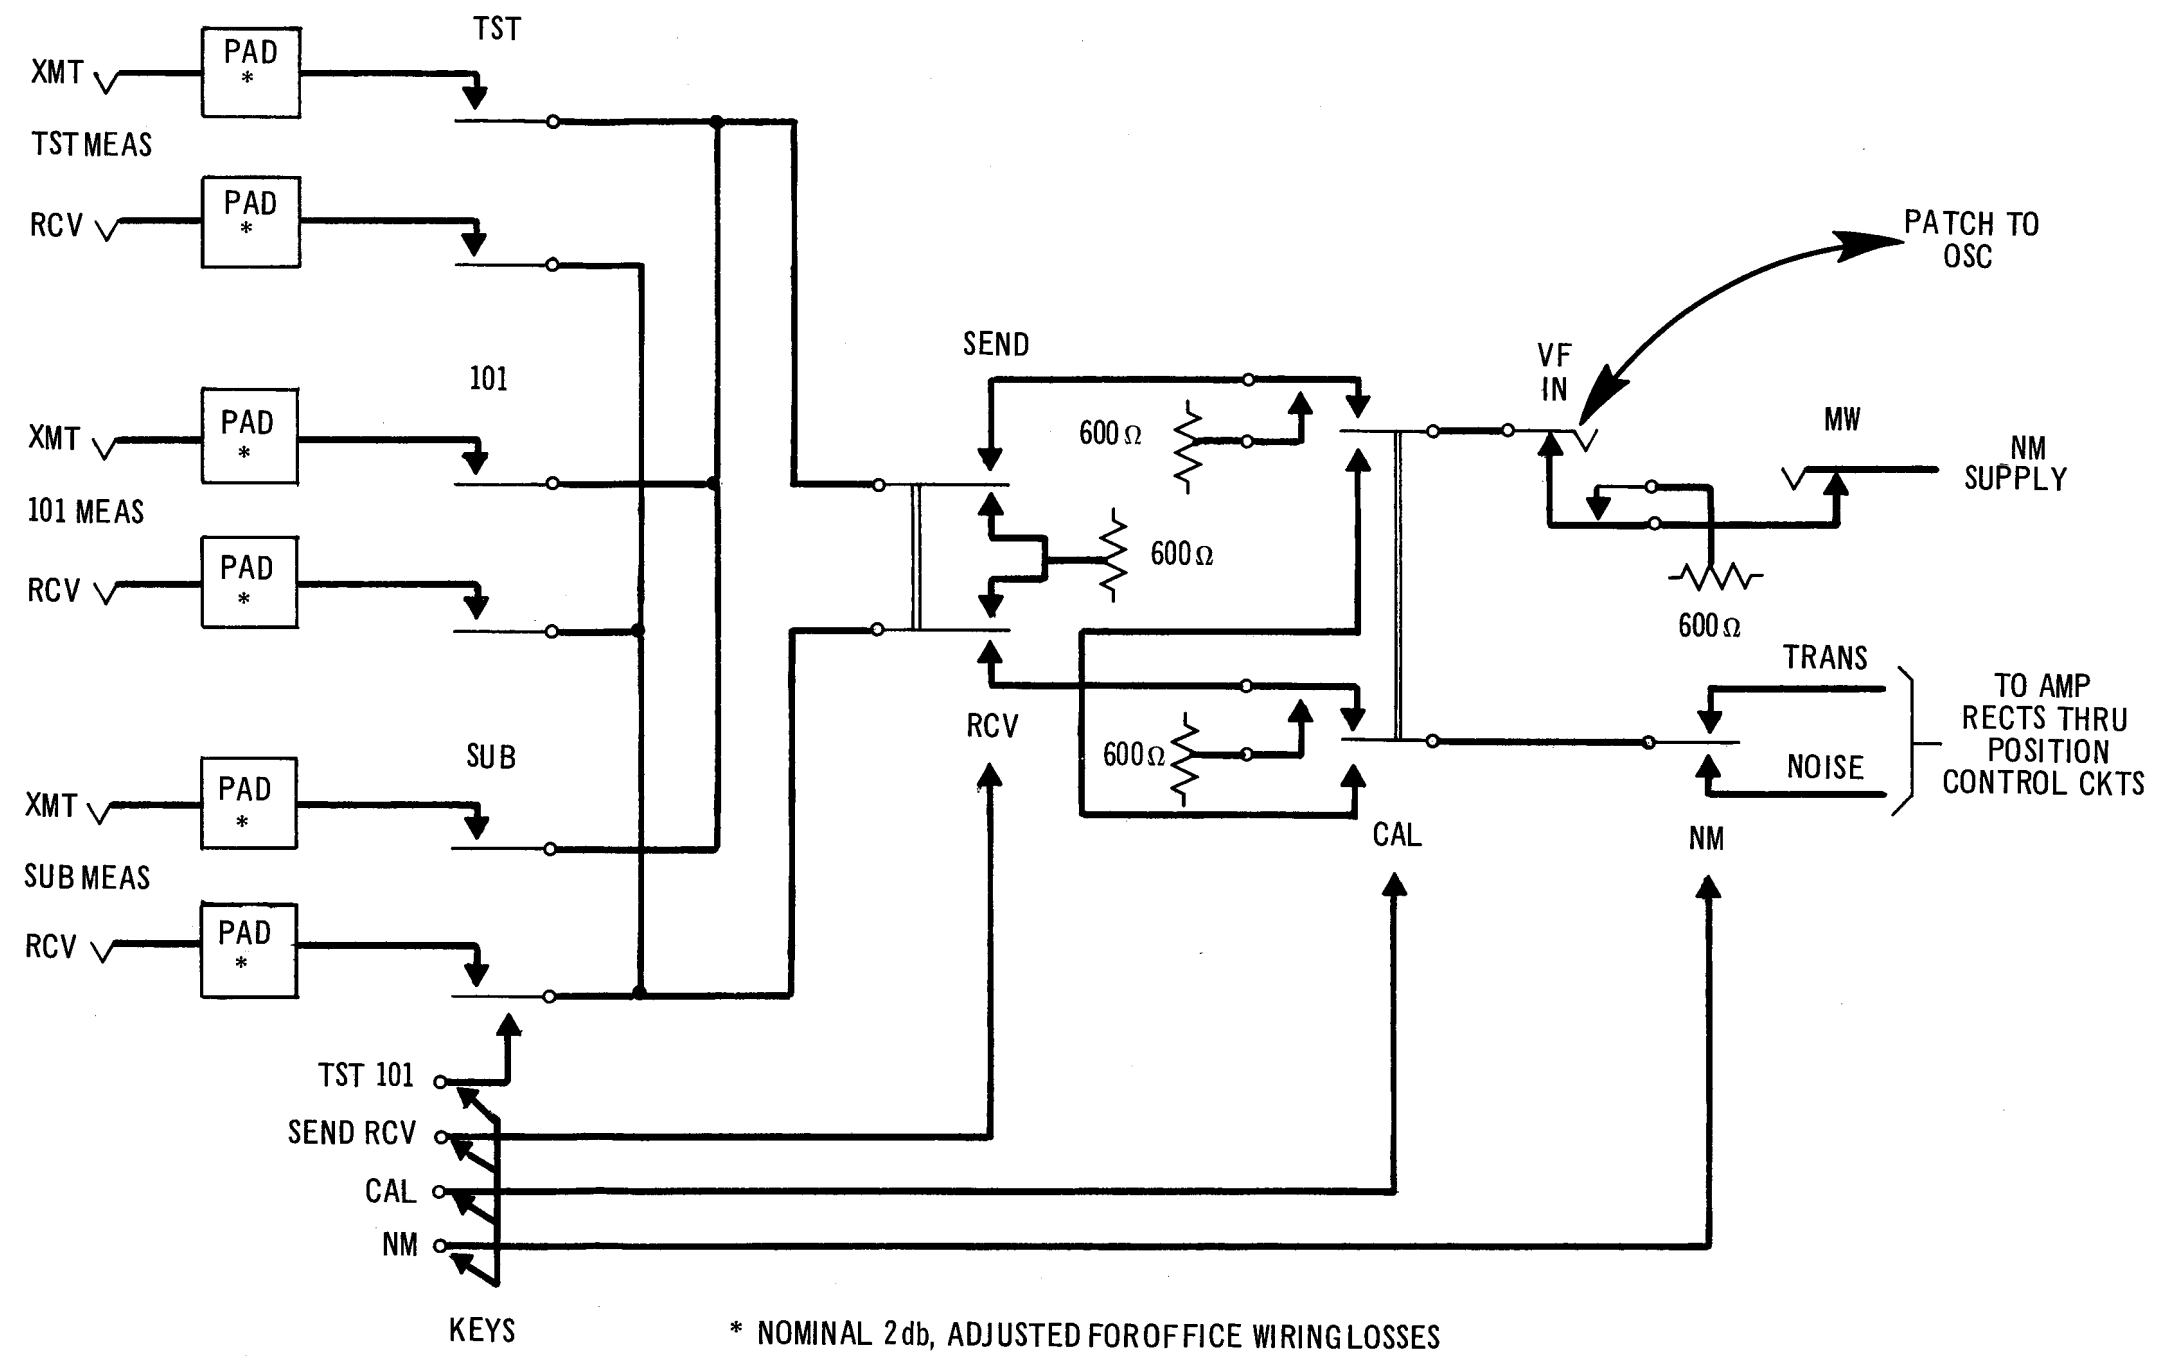 TST
XMT
PAD
*
TST MEAS
RCV
PAD
*
101
XMT
PAD
*
101 MEAS
RCV
PAD
*
SUB
XMT
PAD
*
SUB MEAS
RCV
PAD
*
SEND
600 Ω
600 Ω
RCV
600 Ω
CAL
VF
IN
PATCH TO
OSC
MW
NM
SUPPLY
600 Ω
TRANS
NOISE
TO AMP
RECTS THRU
POSITION
CONTROL CKTS
NM
TST 101
SEND RCV
CAL
NM
KEYS
* NOMINAL 2 db, ADJUSTED FOR OFFICE WIRING LOSSES